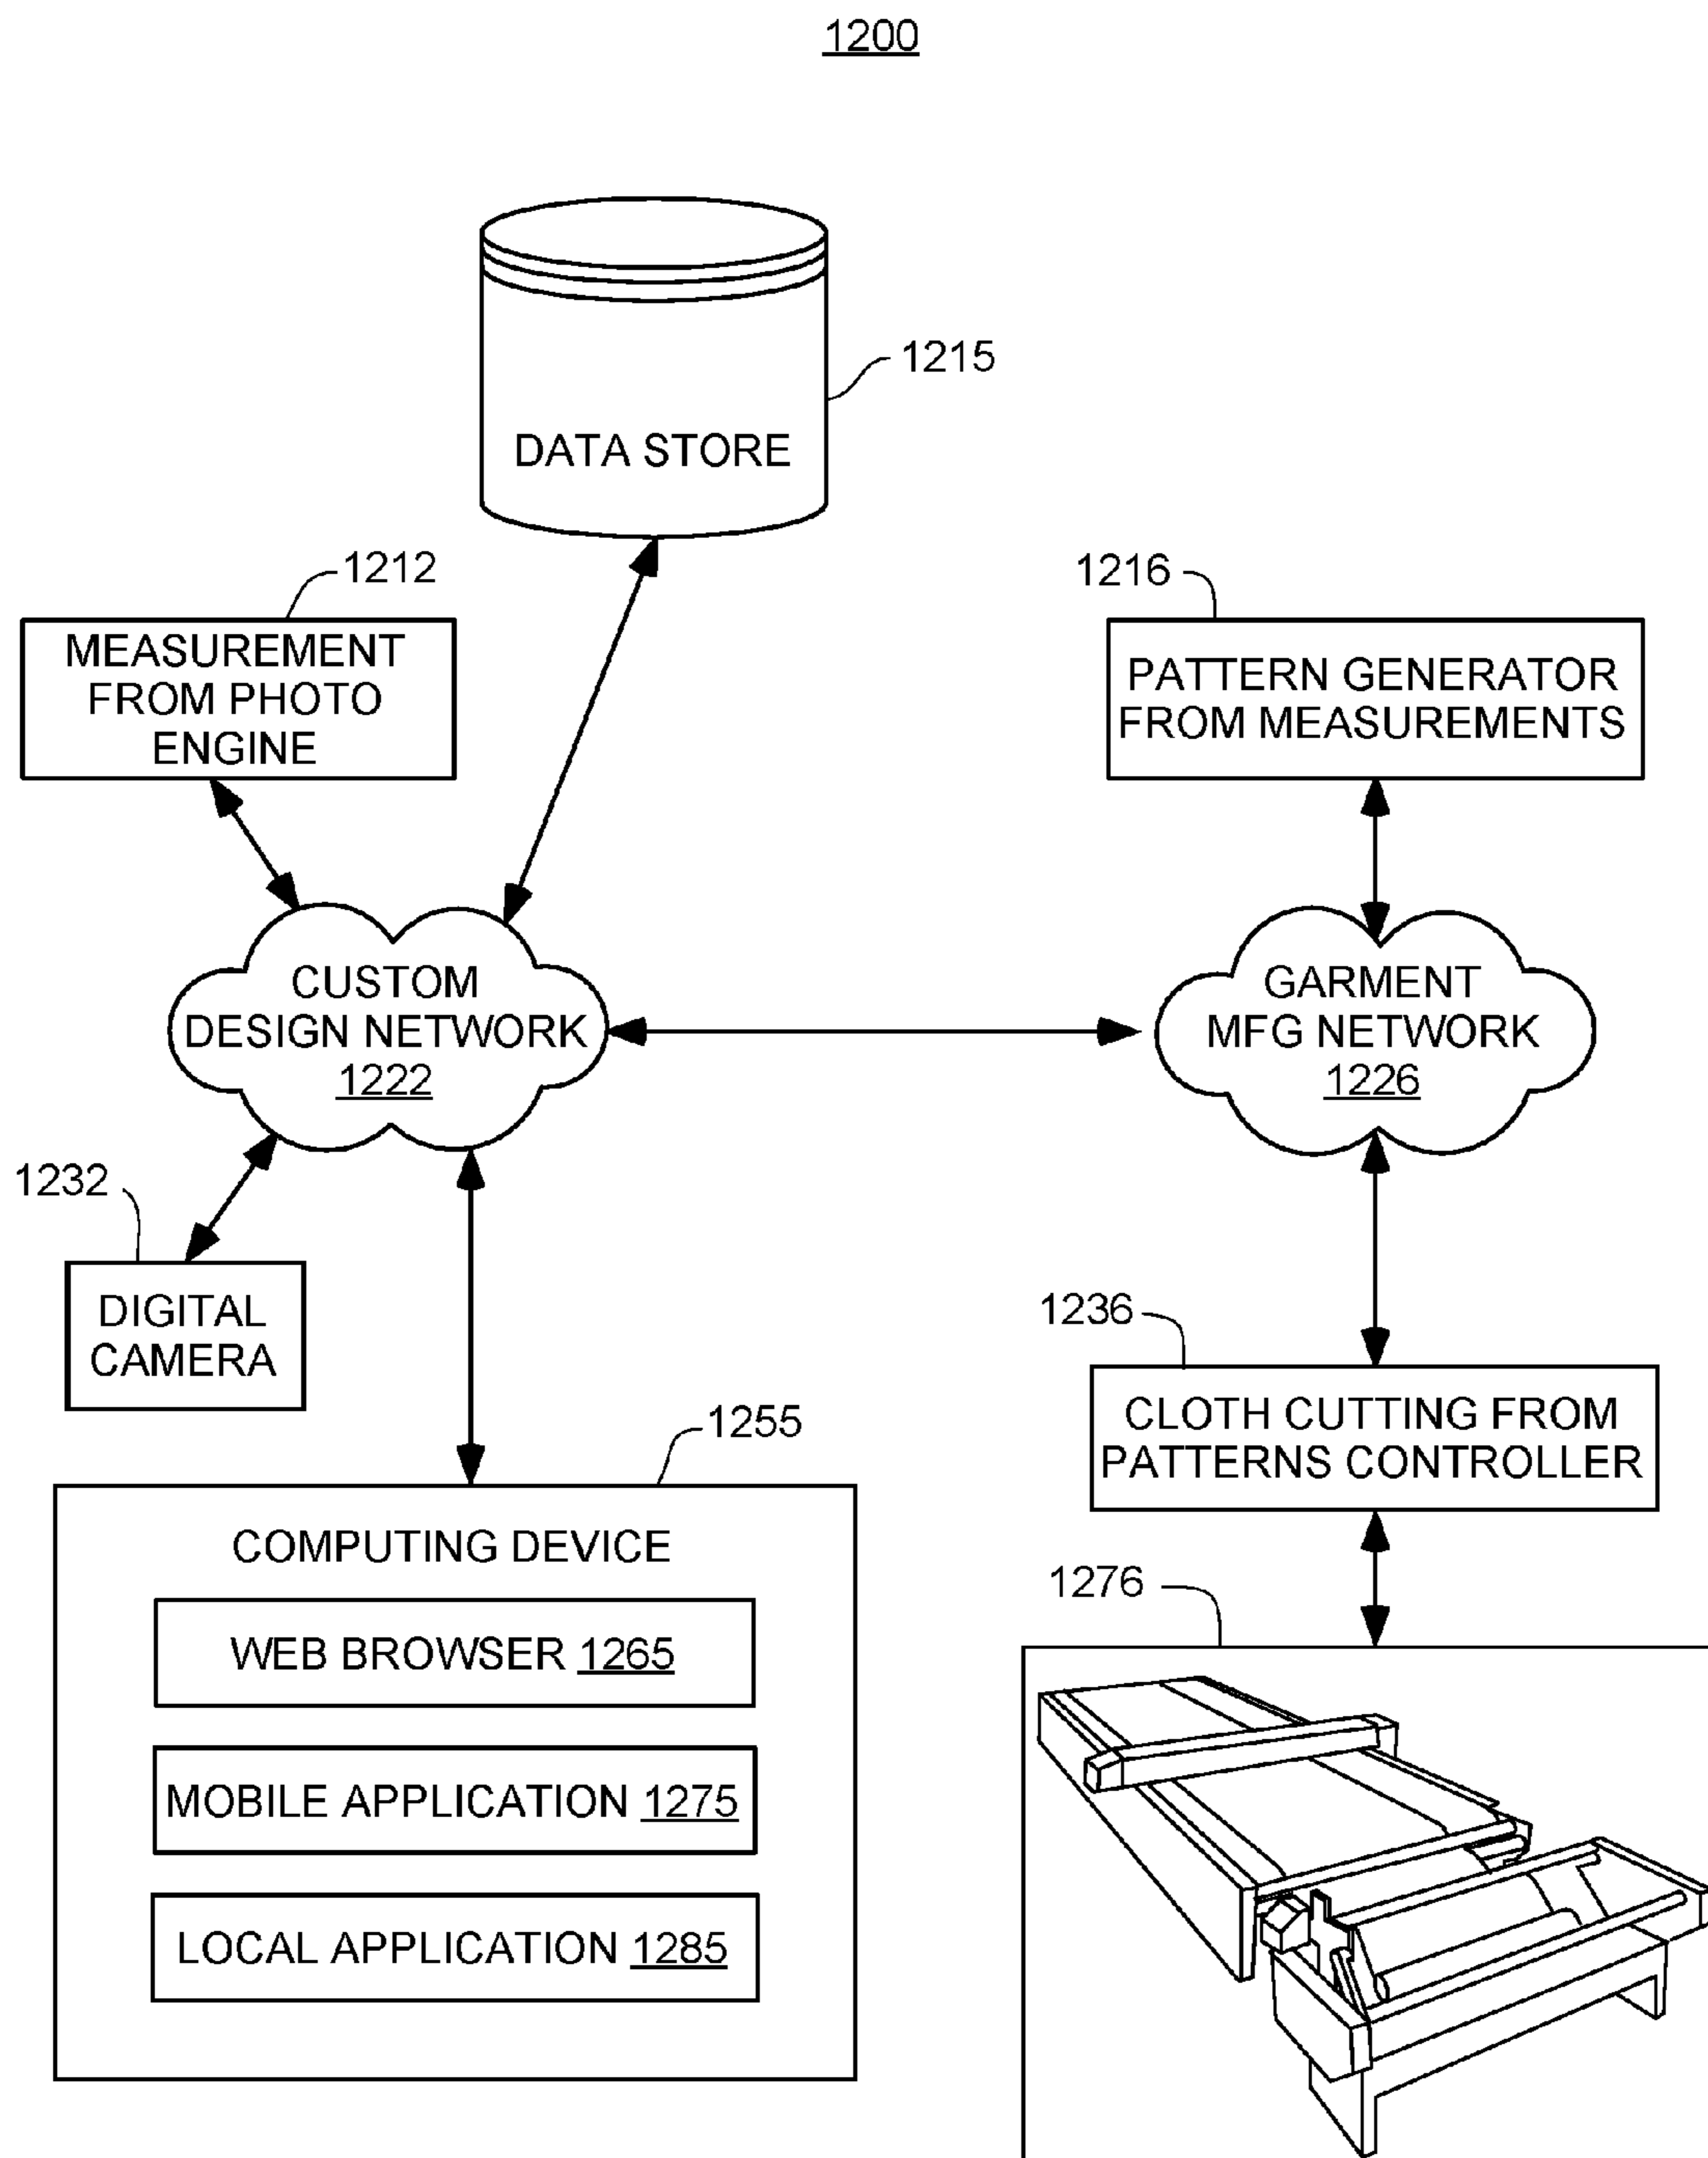 1200
1215
DATA STORE
1212
MEASUREMENT
FROM PHOTO
ENGINE
1216
PATTERN GENERATOR
FROM MEASUREMENTS
CUSTOM
DESIGN NETWORK
1222
GARMENT
MFG NETWORK
1226
1232
DIGITAL
CAMERA
1236
CLOTH CUTTING FROM
PATTERNS CONTROLLER
1255
COMPUTING DEVICE
WEB BROWSER 1265
MOBILE APPLICATION 1275
LOCAL APPLICATION 1285
1276